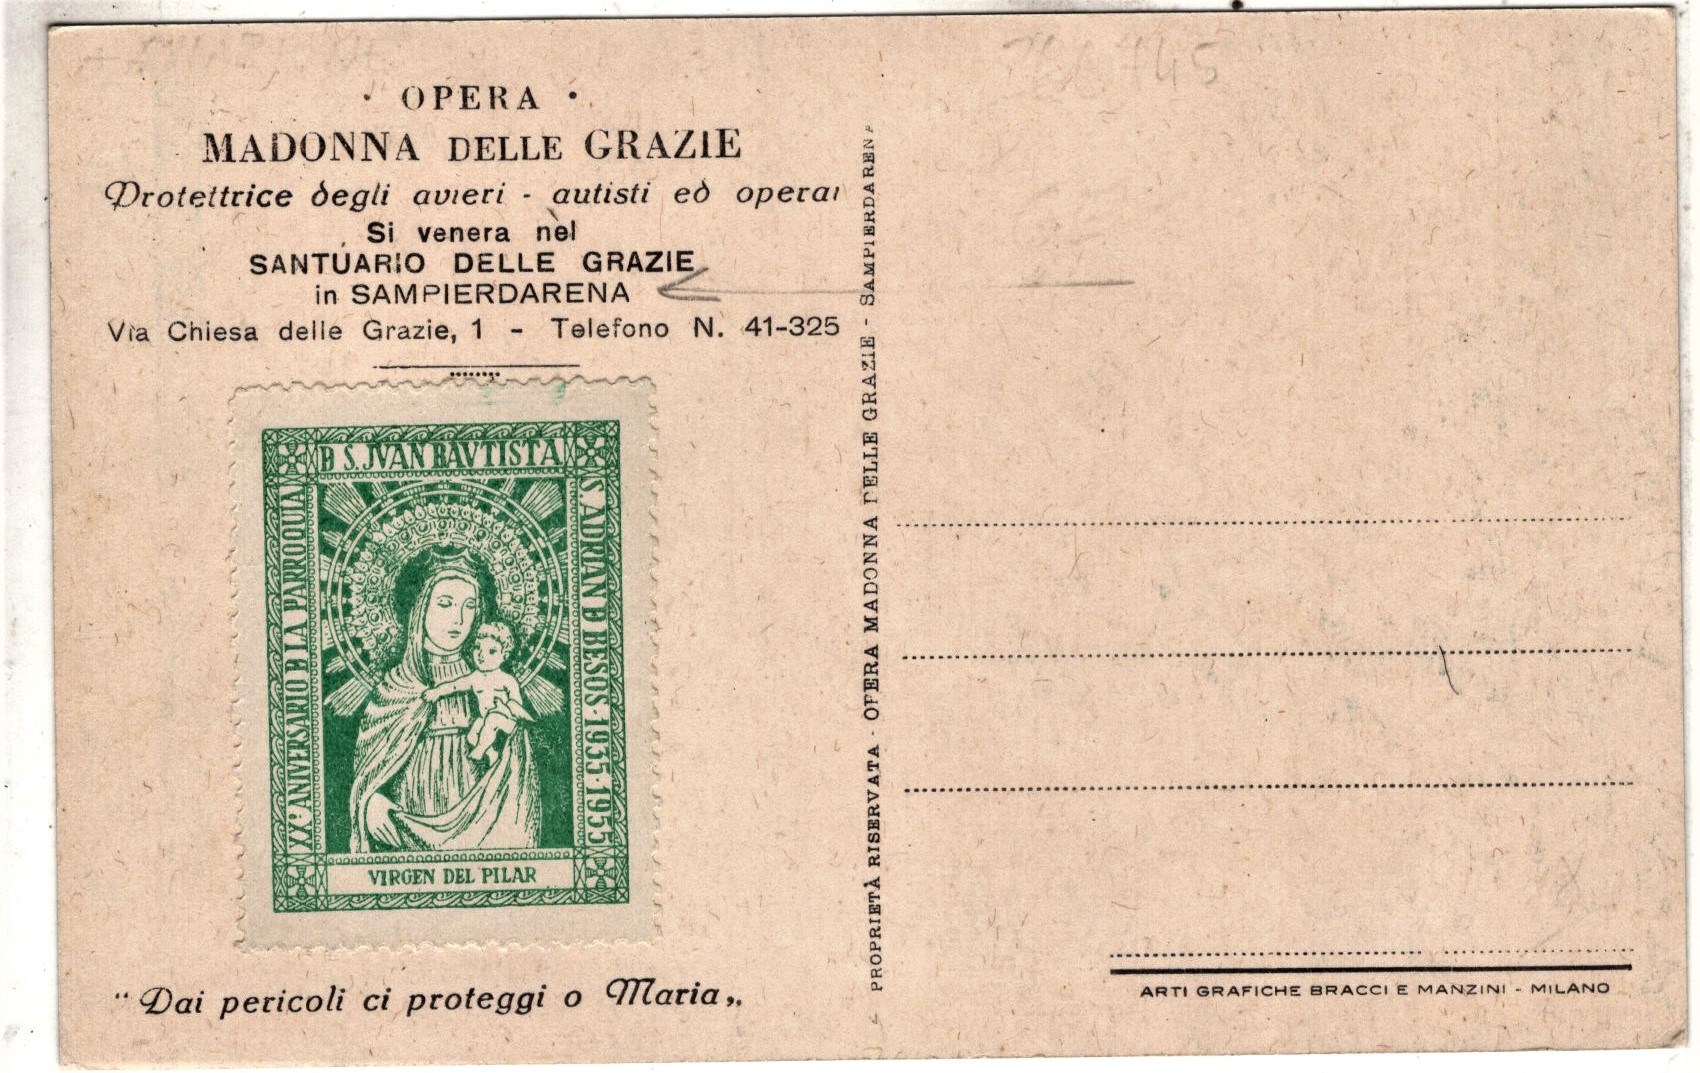 · OPERA ·
MADONNA DELLE GRAZIE
Protettrice degli avieri - autisti ed operai
Si venera nel
SANTUARIO DELLE GRAZIE
in SAMPIERDARENA
Via Chiesa delle Grazie, 1 - Telefono N. 41-325
D S. JVAN BAVTISTA
XX.º ANIVERSARIO D LA PARROQUIA
S. ADRIAN D BESOS · 1935 · 1955
VIRGEN DEL PILAR
“Dai pericoli ci proteggi o Maria„.
PROPRIETÀ RISERVATA - OPERA MADONNA DELLE GRAZIE - SAMPIERDARENA
745
ARTI GRAFICHE BRACCI E MANZINI - MILANO